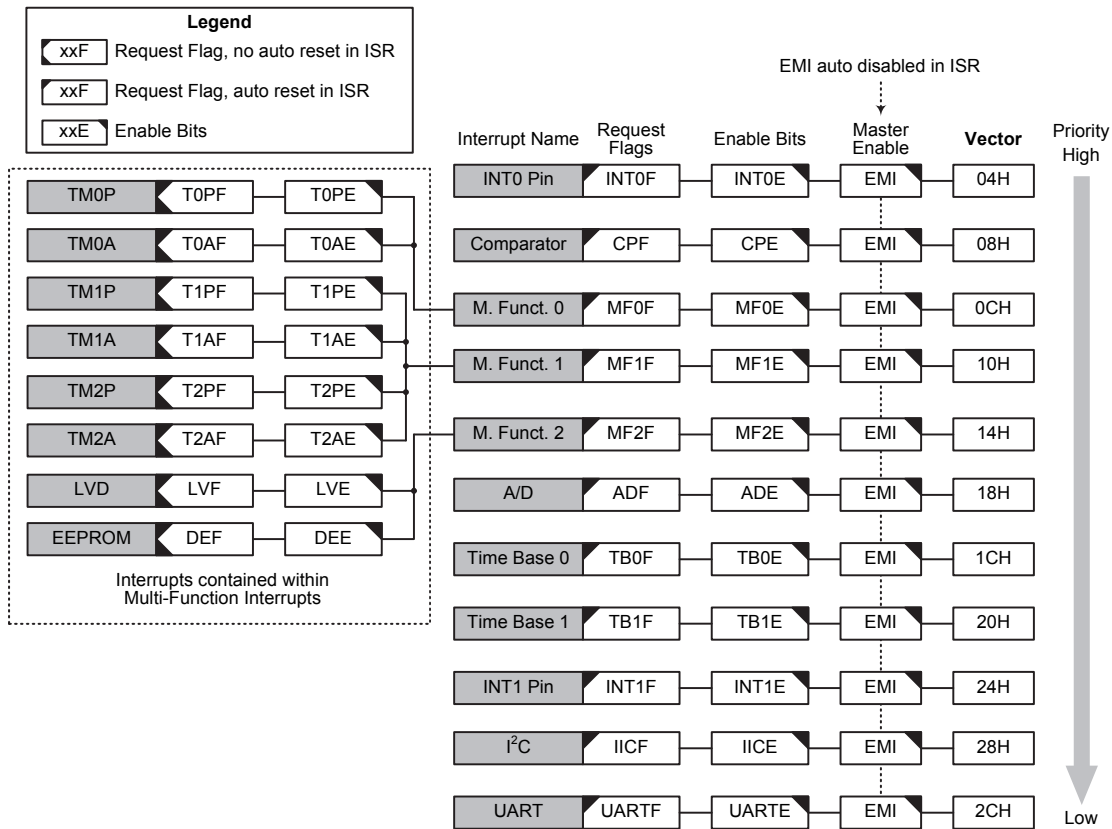 Legend
xxF Request Flag, no auto reset in ISR
xxF Request Flag, auto reset in ISR
xxE Enable Bits
EMI auto disabled in ISR
Interrupt Name Request Flags Enable Bits Master Enable Vector Priority High
TM0P T0PF T0PE
TM0A T0AF T0AE
TM1P T1PF T1PE
TM1A T1AF T1AE
TM2P T2PF T2PE
TM2A T2AF T2AE
LVD LVF LVE
EEPROM DEF DEE
Interrupts contained within
Multi-Function Interrupts
INT0 Pin INT0F INT0E EMI 04H
Comparator CPF CPE EMI 08H
M. Funct. 0 MF0F MF0E EMI 0CH
M. Funct. 1 MF1F MF1E EMI 10H
M. Funct. 2 MF2F MF2E EMI 14H
A/D ADF ADE EMI 18H
Time Base 0 TB0F TB0E EMI 1CH
Time Base 1 TB1F TB1E EMI 20H
INT1 Pin INT1F INT1E EMI 24H
I²C IICF IICE EMI 28H
UART UARTF UARTE EMI 2CH
Low